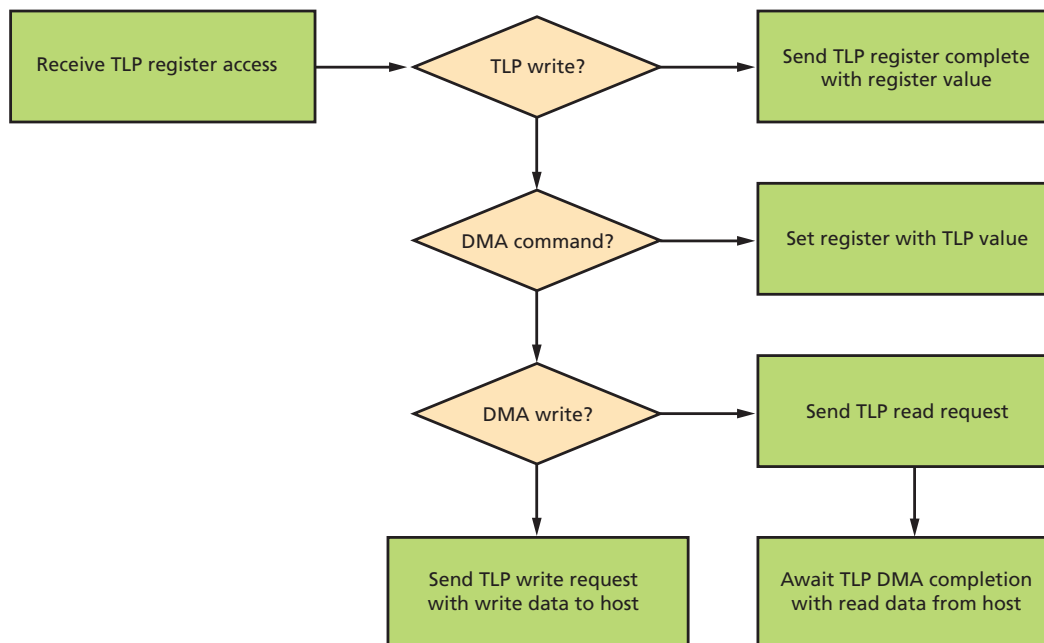 Receive TLP register access
TLP write?
Send TLP register complete
with register value
DMA command?
Set register with TLP value
DMA write?
Send TLP read request
Send TLP write request
with write data to host
Await TLP DMA completion
with read data from host